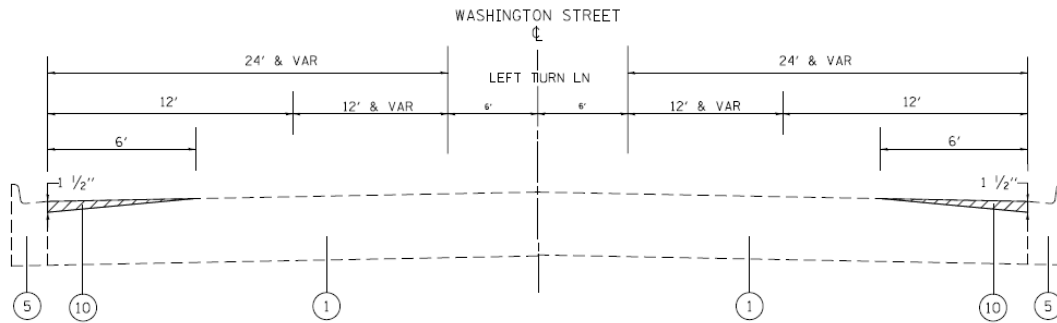 WASHINGTON STREET
℄
24' & VAR 24' & VAR
LEFT TURN LN
12' 12' & VAR 6' 6' 12' & VAR 12'
6' 6'
1 ½" 1 ½"
5 10 1 1 10 5